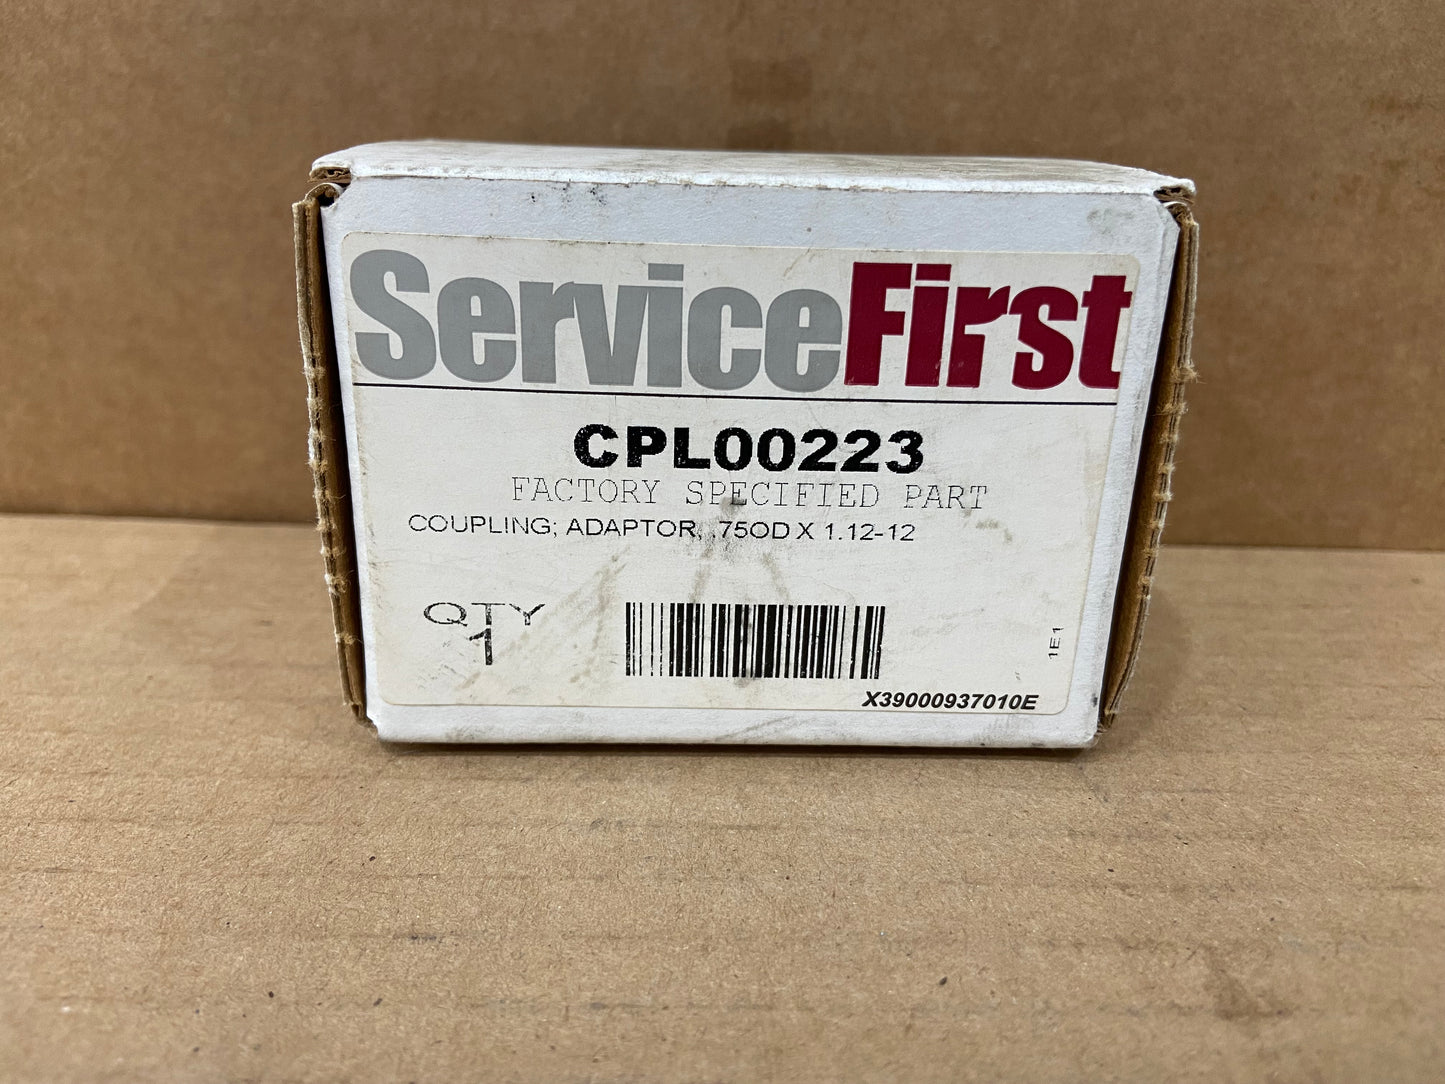 ServiceFirst
CPL00223
FACTORY SPECIFIED PART
COUPLING; ADAPTOR, .75OD X 1.12-12
QTY
1
1E1
X39000937010E